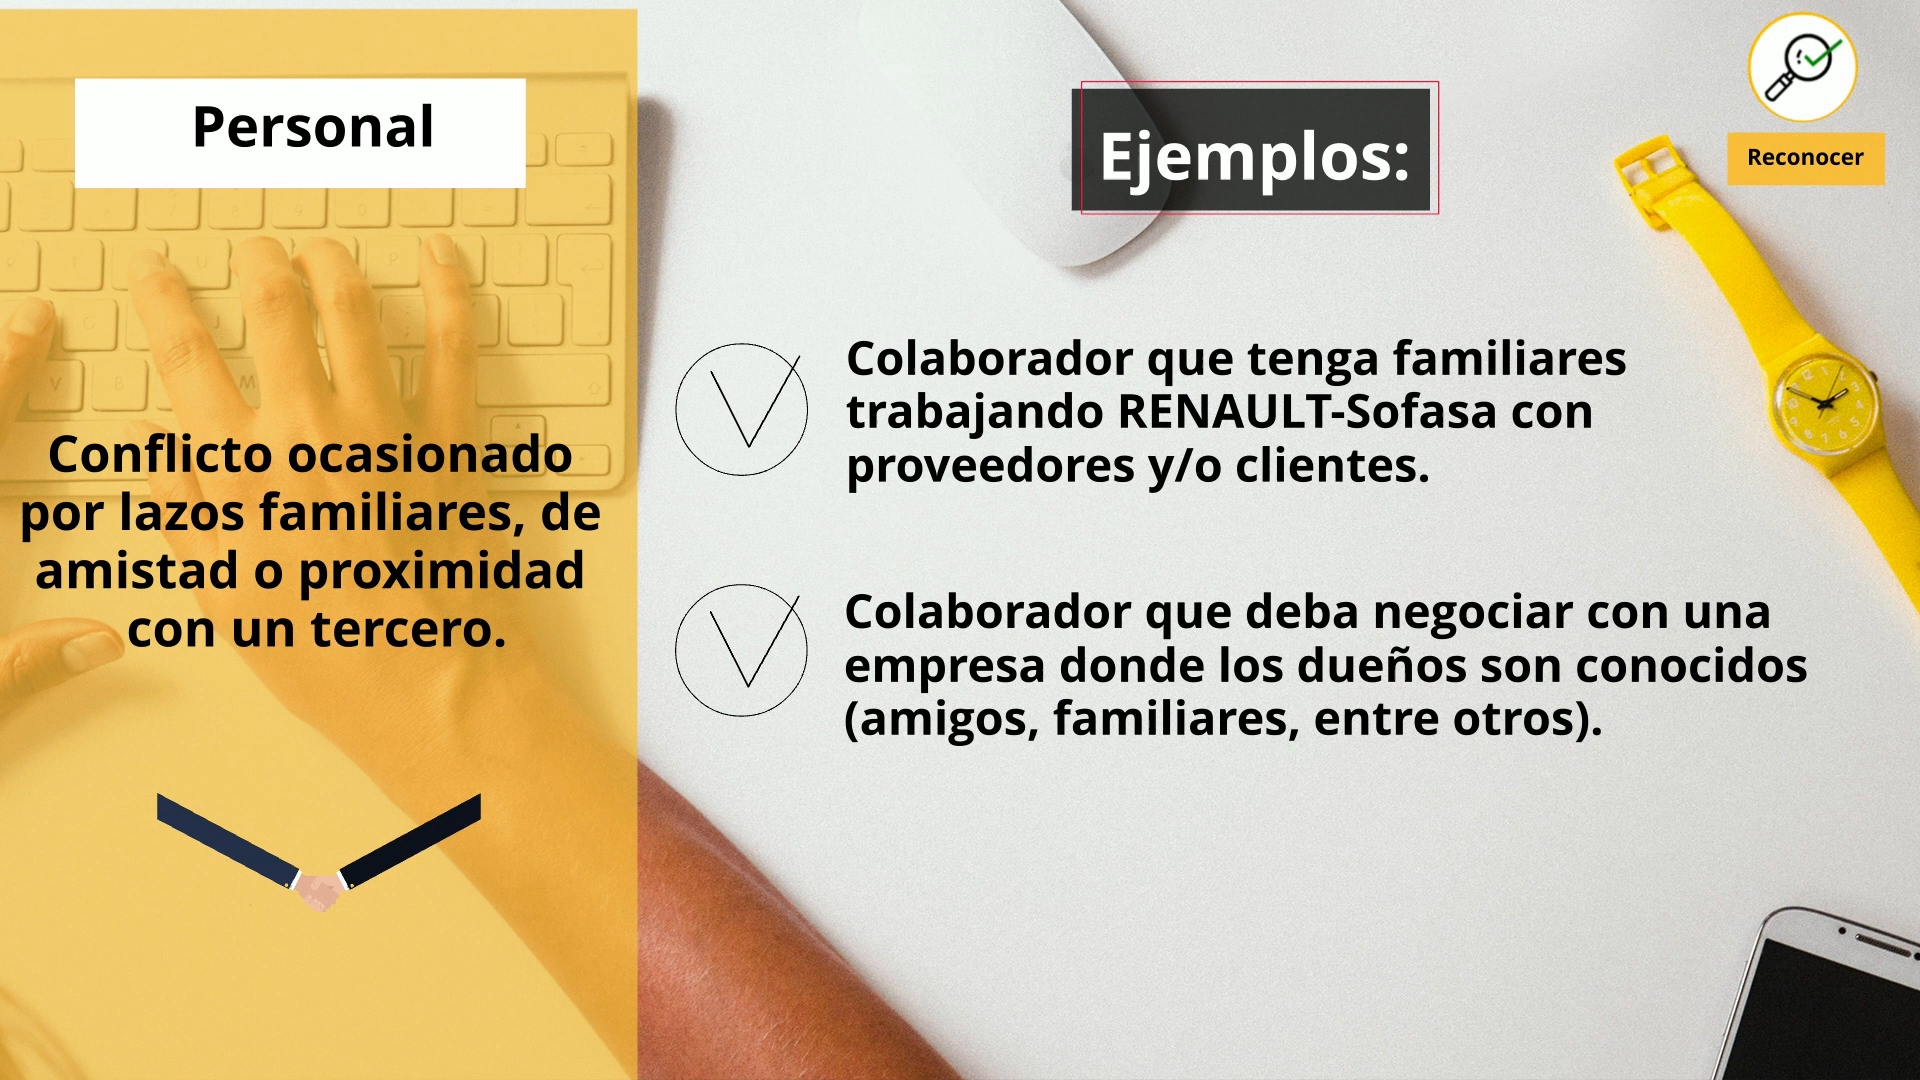 Personal
Conflicto ocasionado
por lazos familiares, de
amistad o proximidad
con un tercero.
Ejemplos:
Reconocer
Colaborador que tenga familiares
trabajando RENAULT-Sofasa con
proveedores y/o clientes.
Colaborador que deba negociar con una
empresa donde los dueños son conocidos
(amigos, familiares, entre otros).